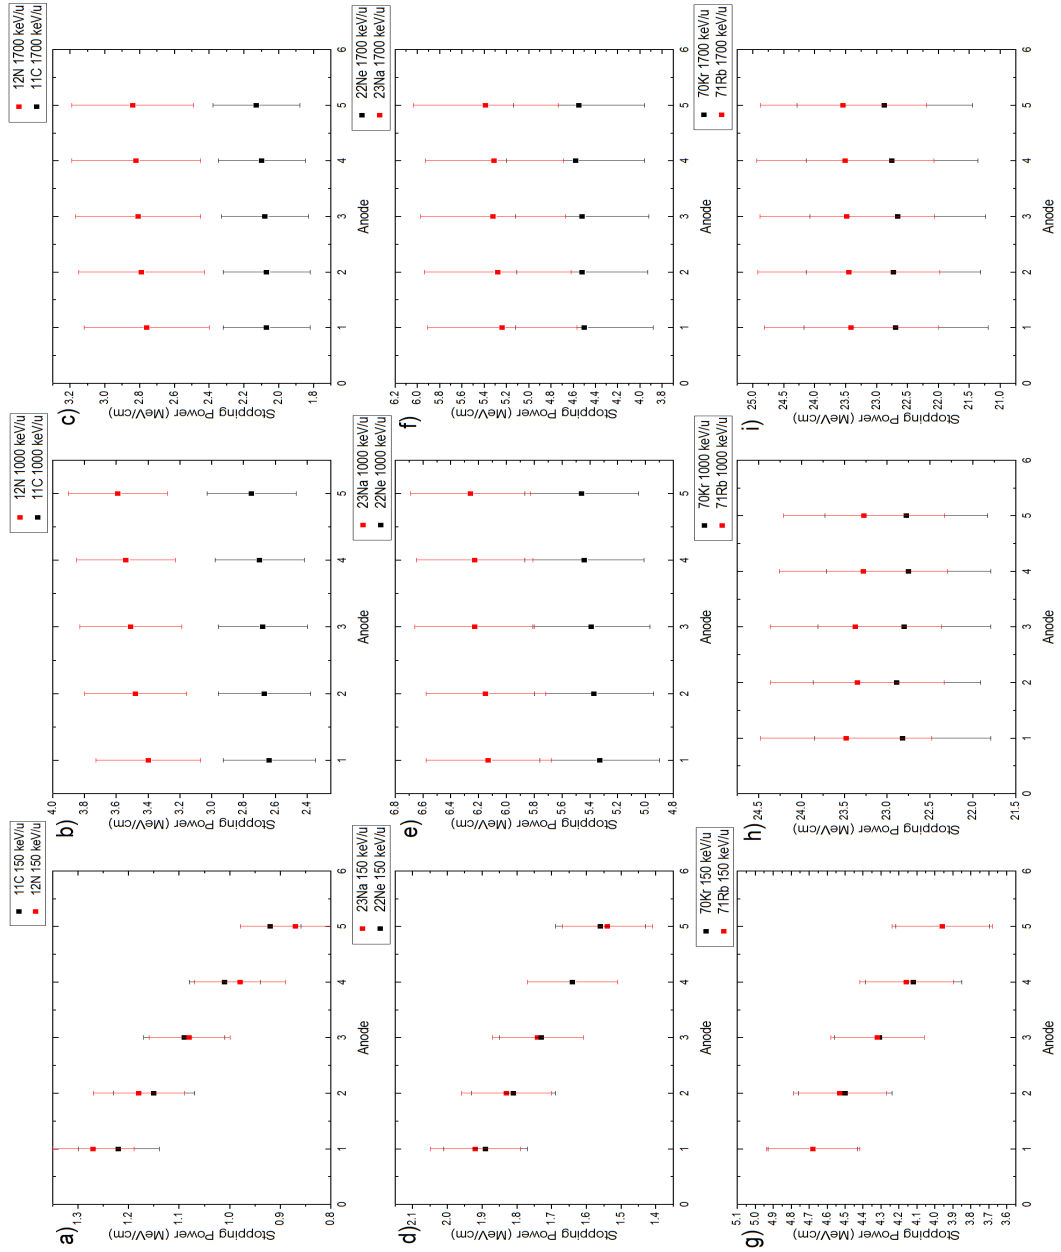 a)
11C 150 keV/u
12N 150 keV/u
Stopping Power (MeV/cm)
1.3
1.2
1.1
1.0
0.9
0.8
0 1 2 3 4 5 6
Anode
b)
12N 1000 keV/u
11C 1000 keV/u
Stopping Power (MeV/cm)
4.0
3.8
3.6
3.4
3.2
3.0
2.8
2.6
2.4
1 2 3 4 5
Anode
c)
12N 1700 keV/u
11C 1700 keV/u
Stopping Power (MeV/cm)
3.2
3.0
2.8
2.6
2.4
2.2
2.0
1.8
0 1 2 3 4 5 6
Anode
d)
23Na 150 keV/u
22Ne 150 keV/u
Stopping Power (MeV/cm)
2.1
2.0
1.9
1.8
1.7
1.6
1.5
1.4
0 1 2 3 4 5 6
Anode
e)
23Na 1000 keV/u
22Ne 1000 keV/u
Stopping Power (MeV/cm)
6.8
6.6
6.4
6.2
6.0
5.8
5.6
5.4
5.2
5.0
4.8
1 2 3 4 5
Anode
f)
22Ne 1700 keV/u
23Na 1700 keV/u
Stopping Power (MeV/cm)
6.2
6.0
5.8
5.6
5.4
5.2
5.0
4.8
4.6
4.4
4.2
4.0
3.8
0 1 2 3 4 5 6
Anode
g)
70Kr 150 keV/u
71Rb 150 keV/u
Stopping Power (MeV/cm)
5.1
5.0
4.9
4.8
4.7
4.6
4.5
4.4
4.3
4.2
4.1
4.0
3.9
3.8
3.7
3.6
0 1 2 3 4 5 6
Anode
h)
70Kr 1000 keV/u
71Rb 1000 keV/u
Stopping Power (MeV/cm)
24.5
24.0
23.5
23.0
22.5
22.0
21.5
0 1 2 3 4 5 6
Anode
i)
70Kr 1700 keV/u
71Rb 1700 keV/u
Stopping Power (MeV/cm)
25.0
24.5
24.0
23.5
23.0
22.5
22.0
21.5
21.0
0 1 2 3 4 5 6
Anode